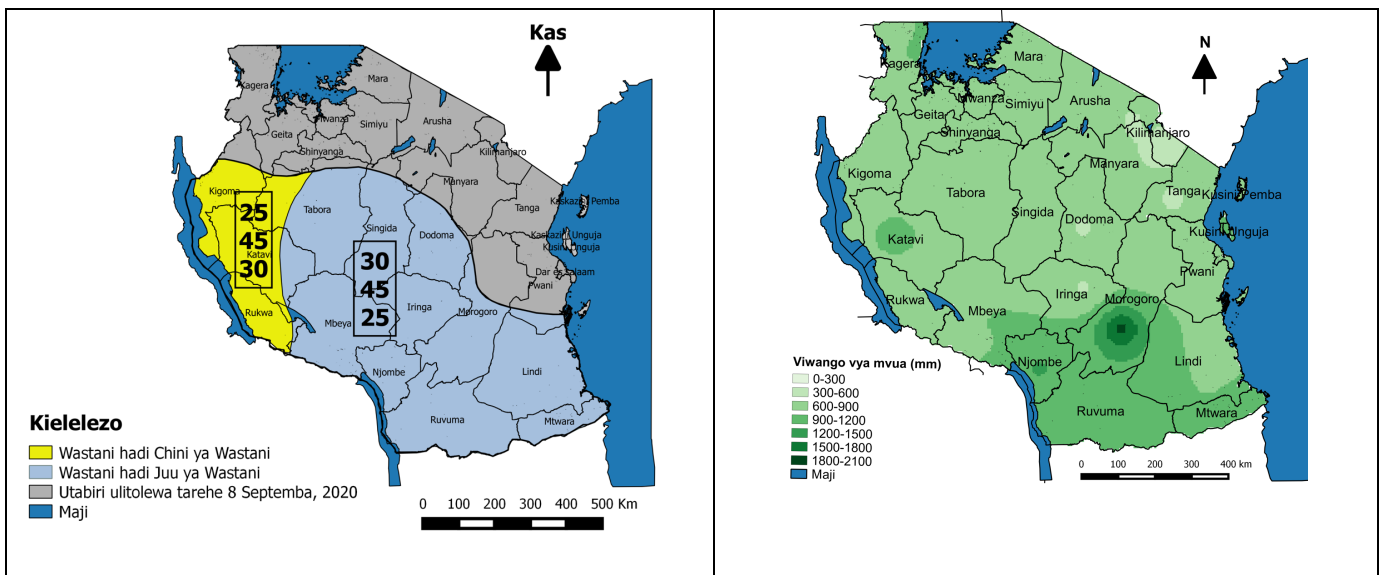 Kas
Mara
Kagera
Mwanza
Simiyu
Arusha
Geita
Shinyanga
Kilimanjaro
Kigoma
Manyara
Tabora
Tanga
Kaskazini Pemba
25
45
30
Katavi
Singida
Dodoma
Kaskazini Unguja
Kusini Unguja
30
45
25
Dar es Salaam
Pwani
Rukwa
Mbeya
Iringa
Morogoro
Njombe
Lindi
Ruvuma
Mtwara
Kielelezo
Wastani hadi Chini ya Wastani
Wastani hadi Juu ya Wastani
Utabiri ulitolewa tarehe 8 Septemba, 2020
Maji
0 100 200 300 400 500 Km
N
Mara
Kagera
Mwanza
Simiyu
Arusha
Geita
Shinyanga
Kilimanjaro
Kigoma
Manyara
Tabora
Tanga
Kusini Pemba
Singida
Dodoma
Katavi
Kusini Unguja
Pwani
Rukwa
Mbeya
Iringa
Morogoro
Njombe
Lindi
Ruvuma
Mtwara
Viwango vya mvua (mm)
0-300
300-600
600-900
900-1200
1200-1500
1500-1800
1800-2100
Maji
0 100 200 300 400 km